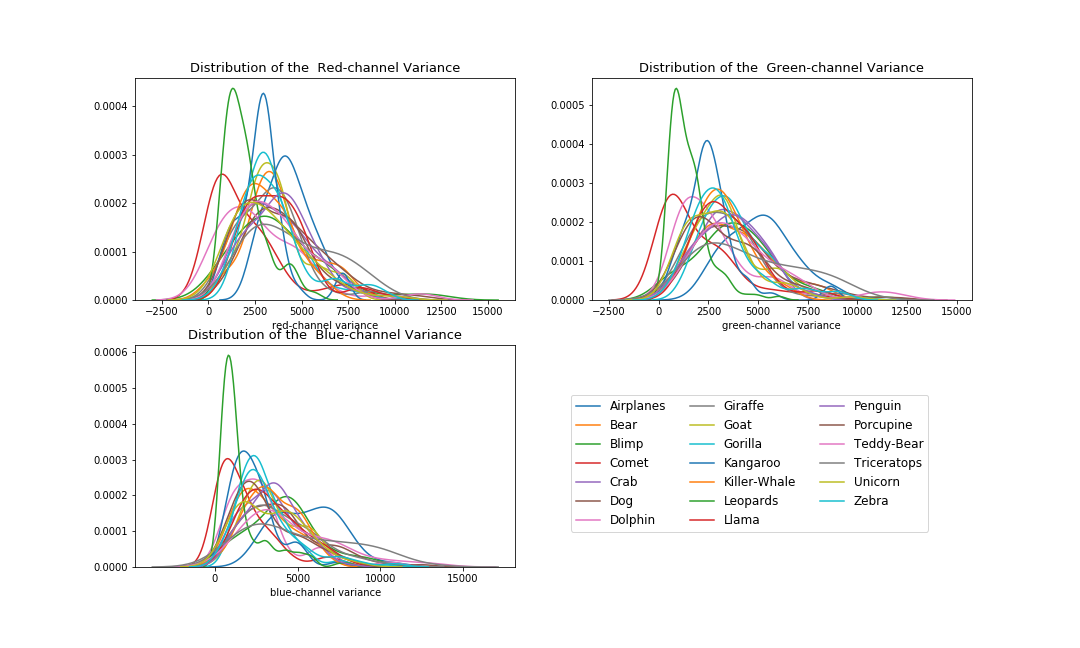 Distribution of the  Red-channel Variance
0.0004
0.0003
0.0002
0.0001
0.0000
−2500 0 2500 5000 7500 10000 12500 15000
red-channel variance
Distribution of the  Green-channel Variance
0.0005
0.0004
0.0003
0.0002
0.0001
0.0000
−2500 0 2500 5000 7500 10000 12500 15000
green-channel variance
Distribution of the  Blue-channel Variance
0.0006
0.0005
0.0004
0.0003
0.0002
0.0001
0.0000
0 5000 10000 15000
blue-channel variance
Airplanes
Bear
Blimp
Comet
Crab
Dog
Dolphin
Giraffe
Goat
Gorilla
Kangaroo
Killer-Whale
Leopards
Llama
Penguin
Porcupine
Teddy-Bear
Triceratops
Unicorn
Zebra